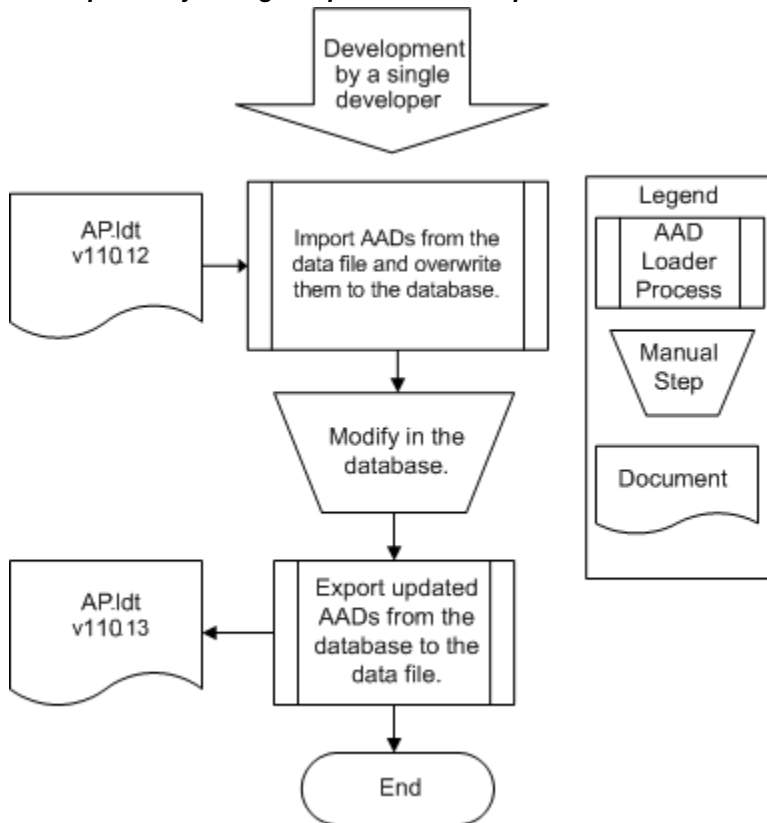 Development
by a single
developer
AP.ldt
v110.12
Import AADs from the
data file and overwrite
them to the database.
Legend
AAD
Loader
Process
Manual
Step
Document
Modify in the
database.
AP.ldt
v110.13
Export updated
AADs from the
database to the
data file.
End